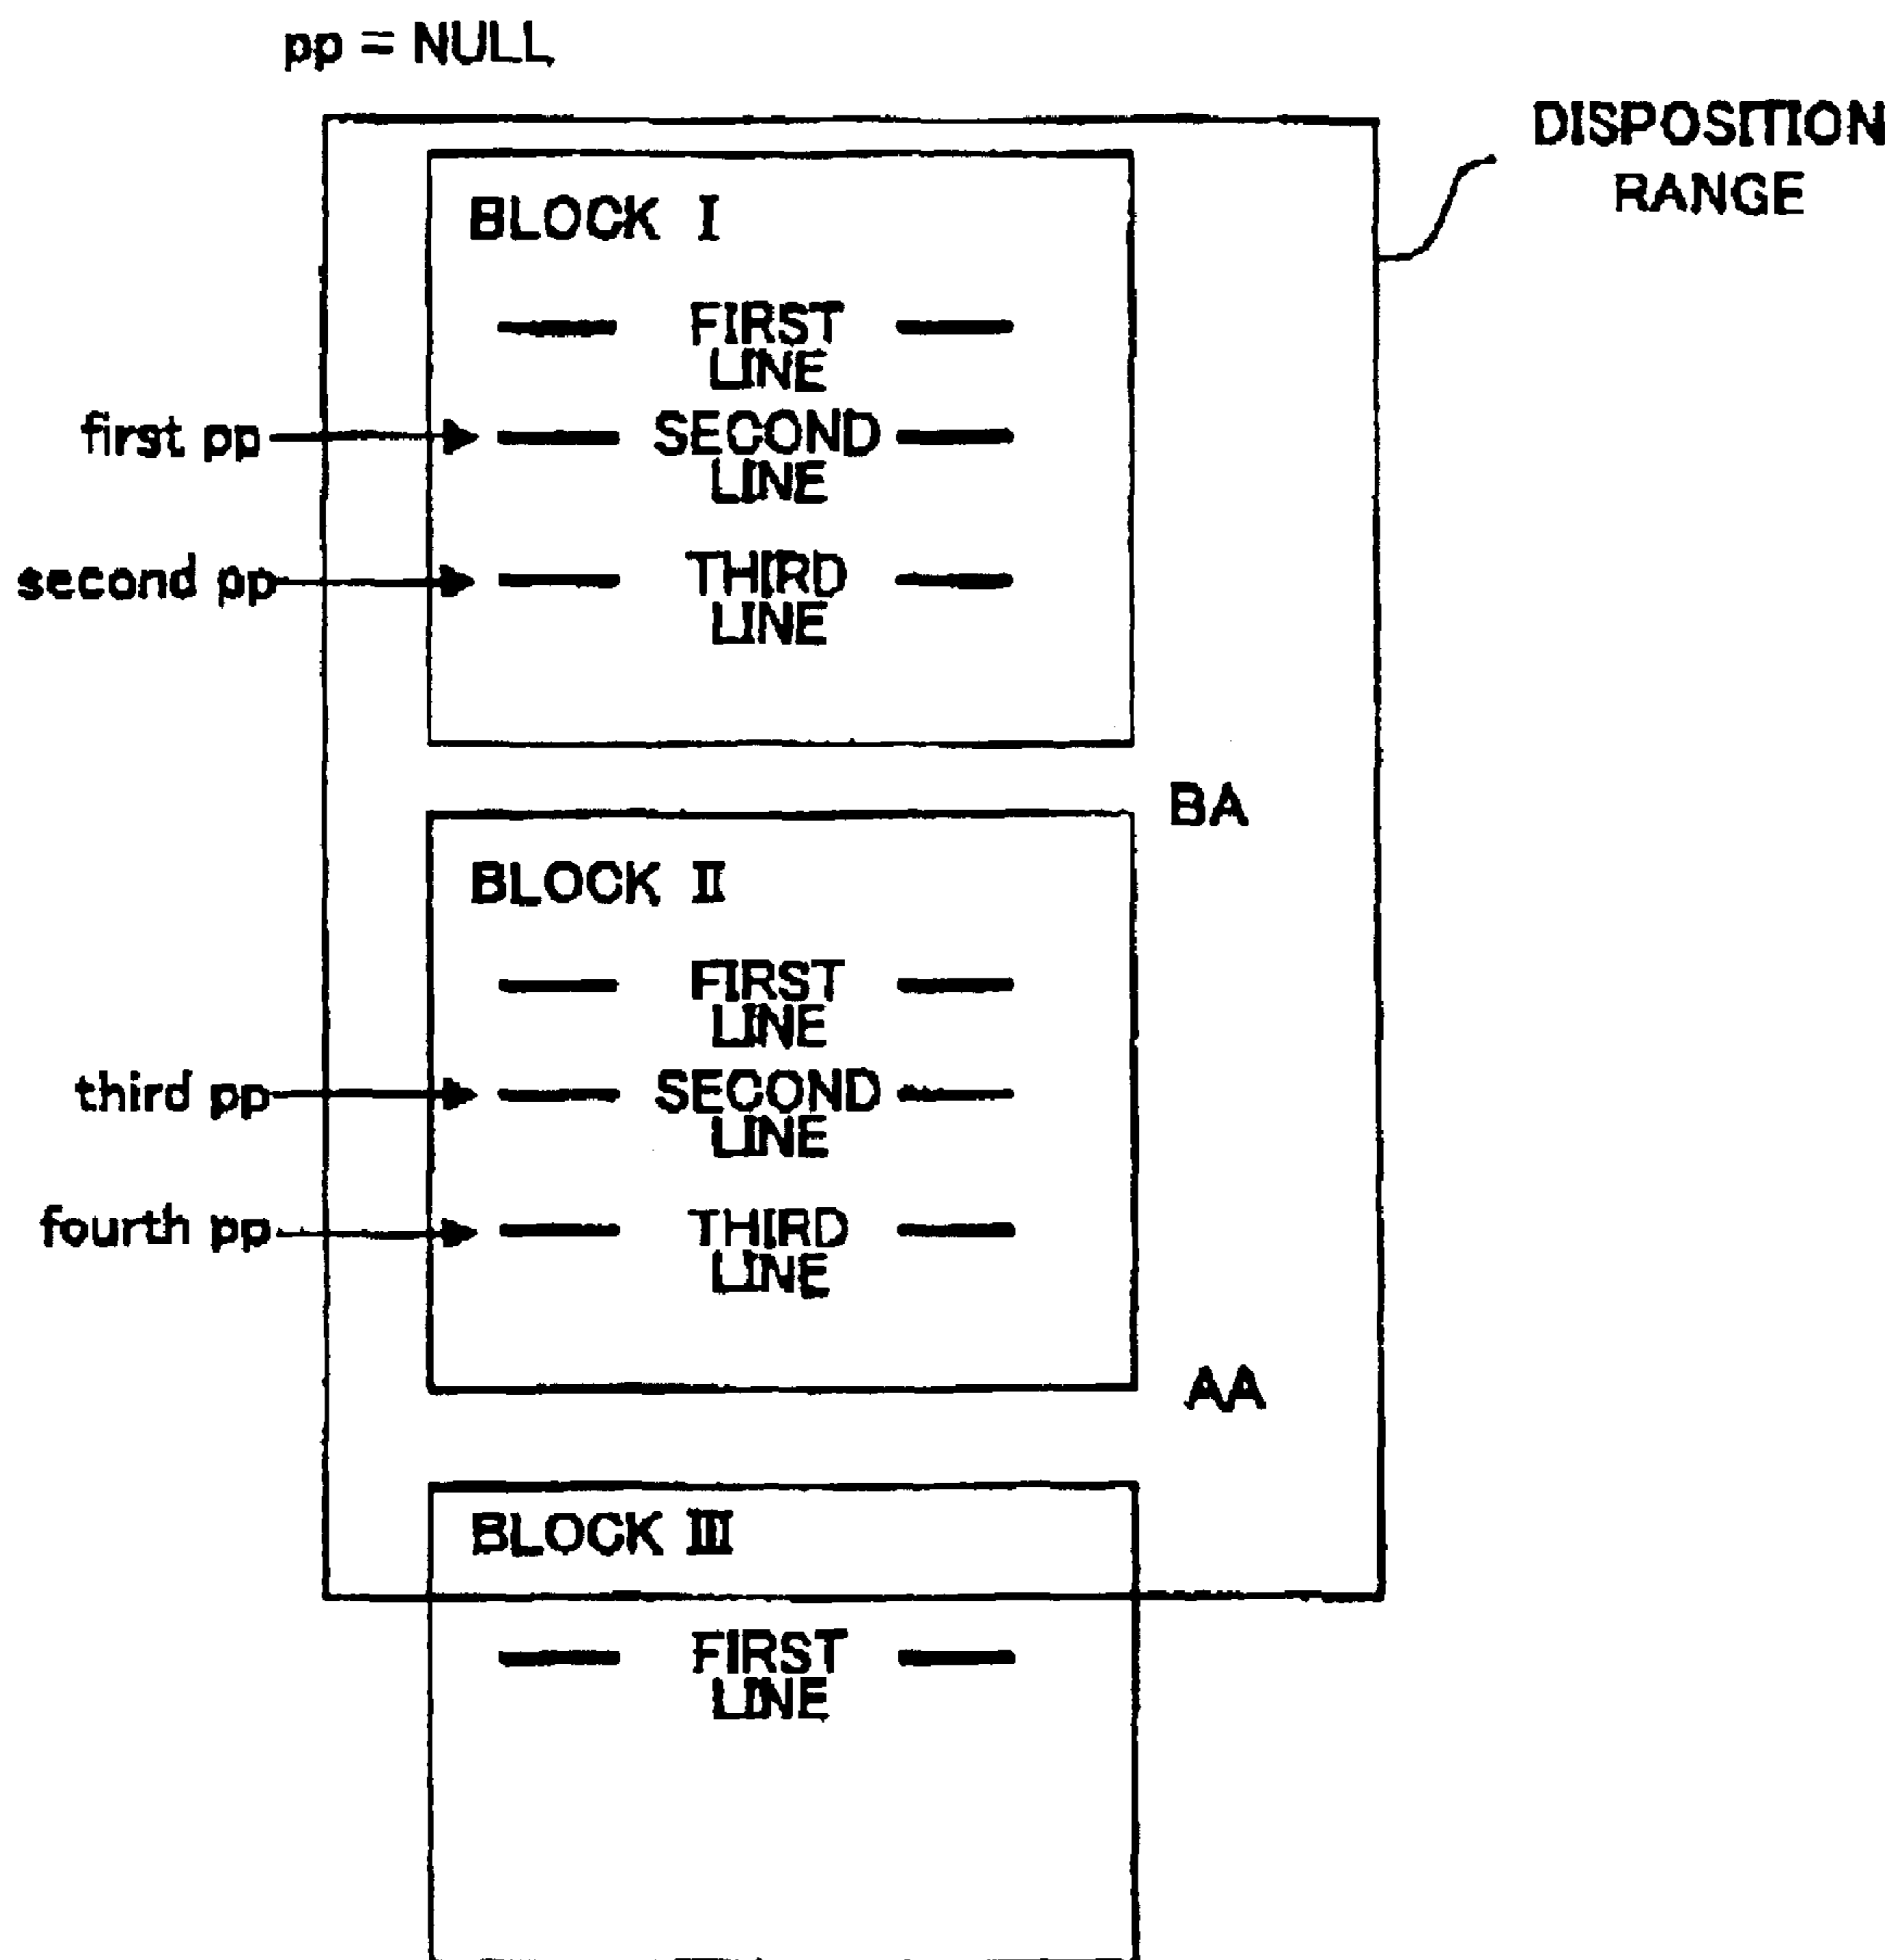 pp = NULL
DISPOSITION
RANGE
BLOCK I
FIRST
LINE
first pp
SECOND
LINE
second pp
THIRD
LINE
BA
BLOCK II
FIRST
LINE
third pp
SECOND
LINE
fourth pp
THIRD
LINE
AA
BLOCK III
FIRST
LINE